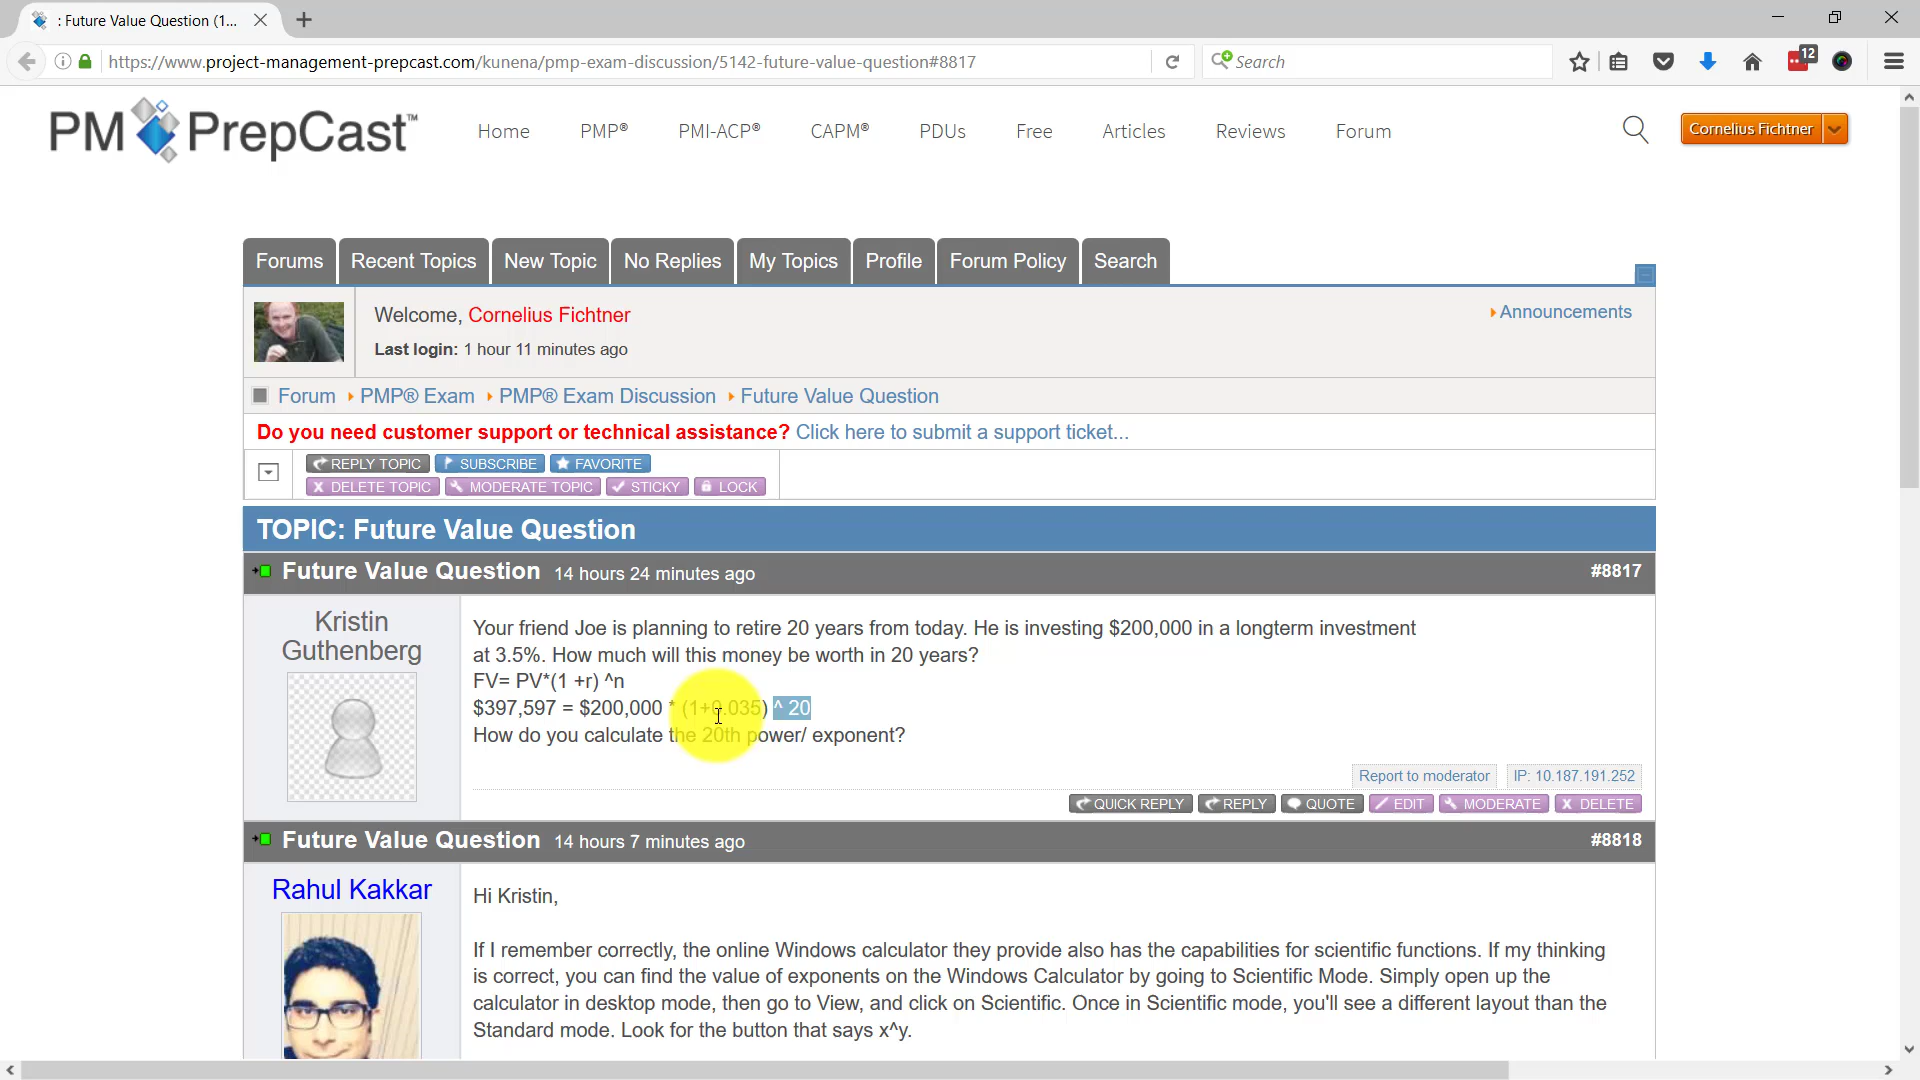 : Future Value Question (1...
https://www.project-management-prepcast.com/kunena/pmp-exam-discussion/5142-future-value-question#8817
Search
12
PM PrepCast™
Home
PMP®
PMI-ACP®
CAPM®
PDUs
Free
Articles
Reviews
Forum
Cornelius Fichtner
Forums
Recent Topics
New Topic
No Replies
My Topics
Profile
Forum Policy
Search
Welcome, Cornelius Fichtner
Announcements
Last login: 1 hour 11 minutes ago
Forum PMP® Exam PMP® Exam Discussion Future Value Question
Do you need customer support or technical assistance? Click here to submit a support ticket...
REPLY TOPIC SUBSCRIBE FAVORITE
DELETE TOPIC MODERATE TOPIC STICKY LOCK
TOPIC: Future Value Question
Future Value Question 14 hours 24 minutes ago #8817
Kristin
Guthenberg
Your friend Joe is planning to retire 20 years from today. He is investing $200,000 in a longterm investment
at 3.5%. How much will this money be worth in 20 years?
FV= PV*(1 +r) ^n
$397,597 = $200,000 * (1+0.035) ^ 20
How do you calculate the 20th power/ exponent?
Report to moderator IP: 10.187.191.252
QUICK REPLY REPLY QUOTE EDIT MODERATE DELETE
Future Value Question 14 hours 7 minutes ago #8818
Rahul Kakkar
Hi Kristin,
If I remember correctly, the online Windows calculator they provide also has the capabilities for scientific functions. If my thinking
is correct, you can find the value of exponents on the Windows Calculator by going to Scientific Mode. Simply open up the
calculator in desktop mode, then go to View, and click on Scientific. Once in Scientific mode, you'll see a different layout than the
Standard mode. Look for the button that says x^y.